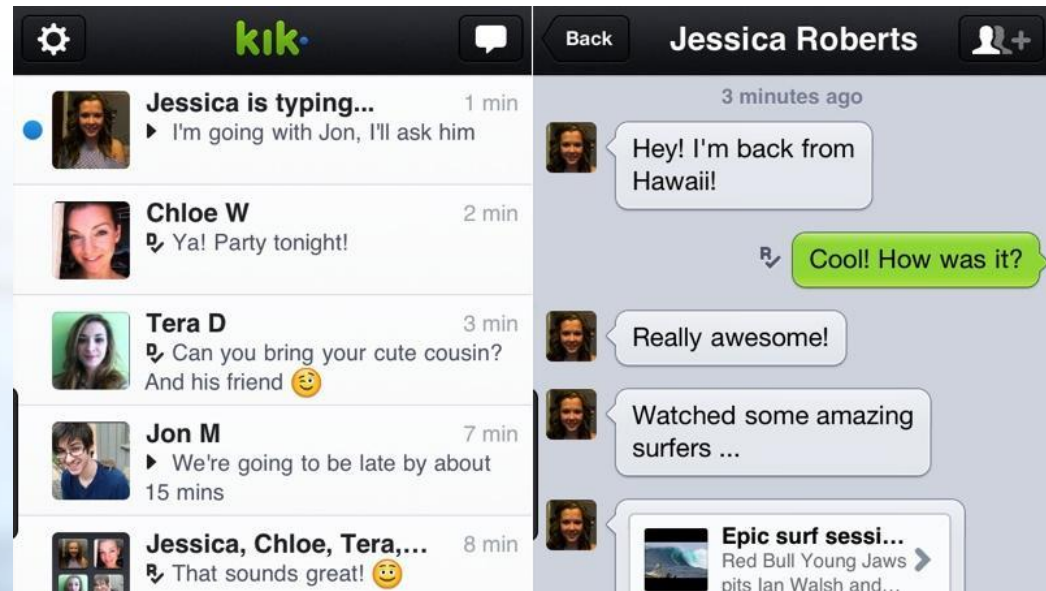 kik
Jessica is typing...
1 min
I'm going with Jon, I'll ask him
Chloe W
2 min
D Ya! Party tonight!
Tera D
3 min
D Can you bring your cute cousin?
And his friend 😉
Jon M
7 min
We're going to be late by about
15 mins
Jessica, Chloe, Tera,...
8 min
R That sounds great! 😉
Back
Jessica Roberts
3 minutes ago
Hey! I'm back from
Hawaii!
R
Cool! How was it?
Really awesome!
Watched some amazing
surfers ...
Epic surf sessi...
Red Bull Young Jaws
pits Ian Walsh and...